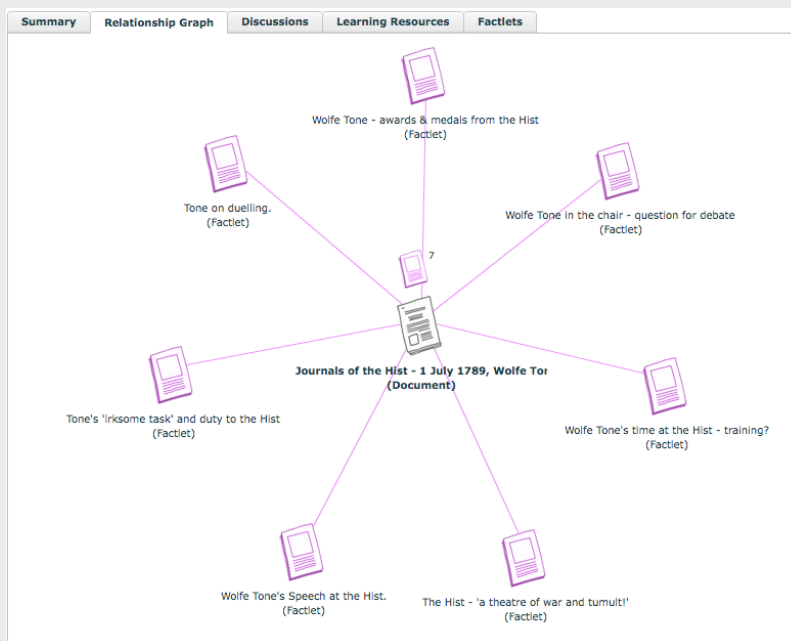 Summary
Relationship Graph
Discussions
Learning Resources
Factlets
Wolfe Tone - awards & medals from the Hist
(Factlet)
Tone on duelling.
(Factlet)
Wolfe Tone in the chair - question for debate
(Factlet)
7
Journals of the Hist - 1 July 1789, Wolfe Tor
(Document)
Tone's 'irksome task' and duty to the Hist
(Factlet)
Wolfe Tone's time at the Hist - training?
(Factlet)
Wolfe Tone's Speech at the Hist.
(Factlet)
The Hist - 'a theatre of war and tumult!'
(Factlet)